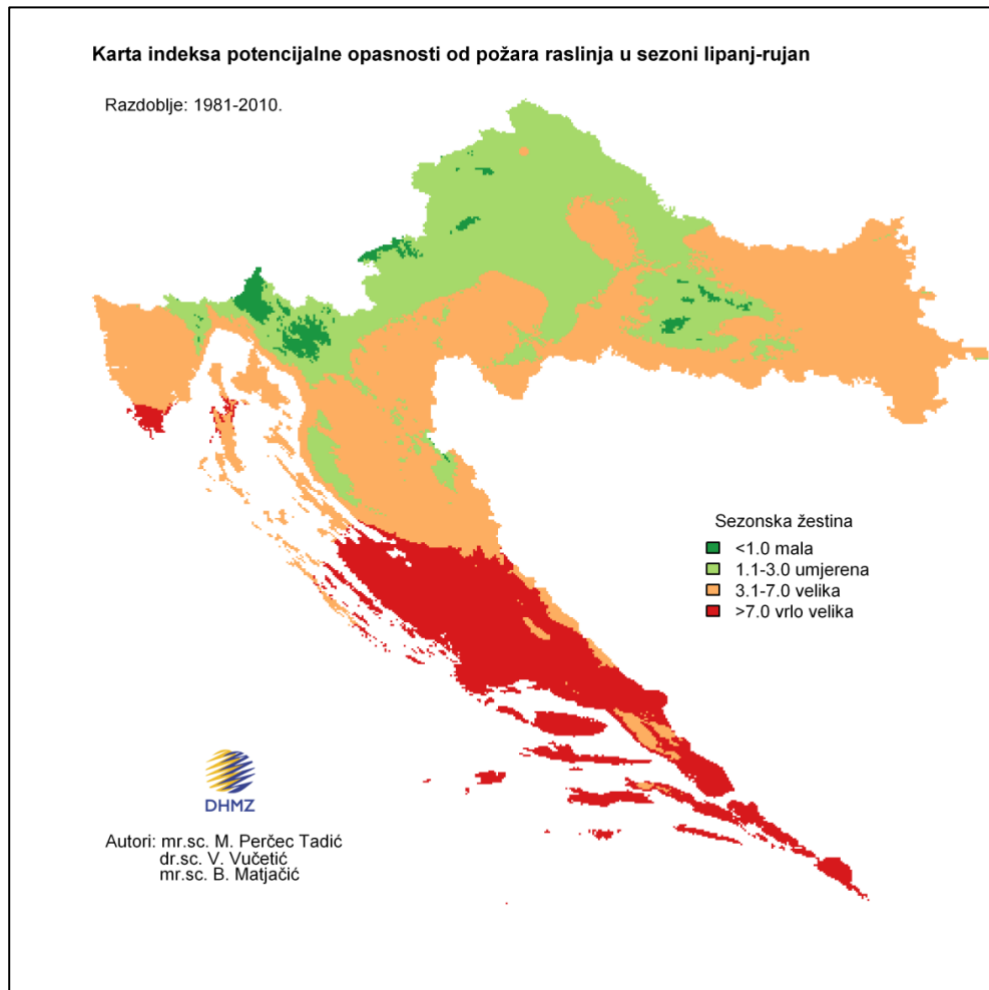 Karta indeksa potencijalne opasnosti od požara raslinja u sezoni lipanj-rujan
Razdoblje: 1981-2010.
Sezonska žestina
<1.0 mala
1.1-3.0 umjerena
3.1-7.0 velika
>7.0 vrlo velika
DHMZ
Autori: mr.sc. M. Perčec Tadić
dr.sc. V. Vučetić
mr.sc. B. Matjačić